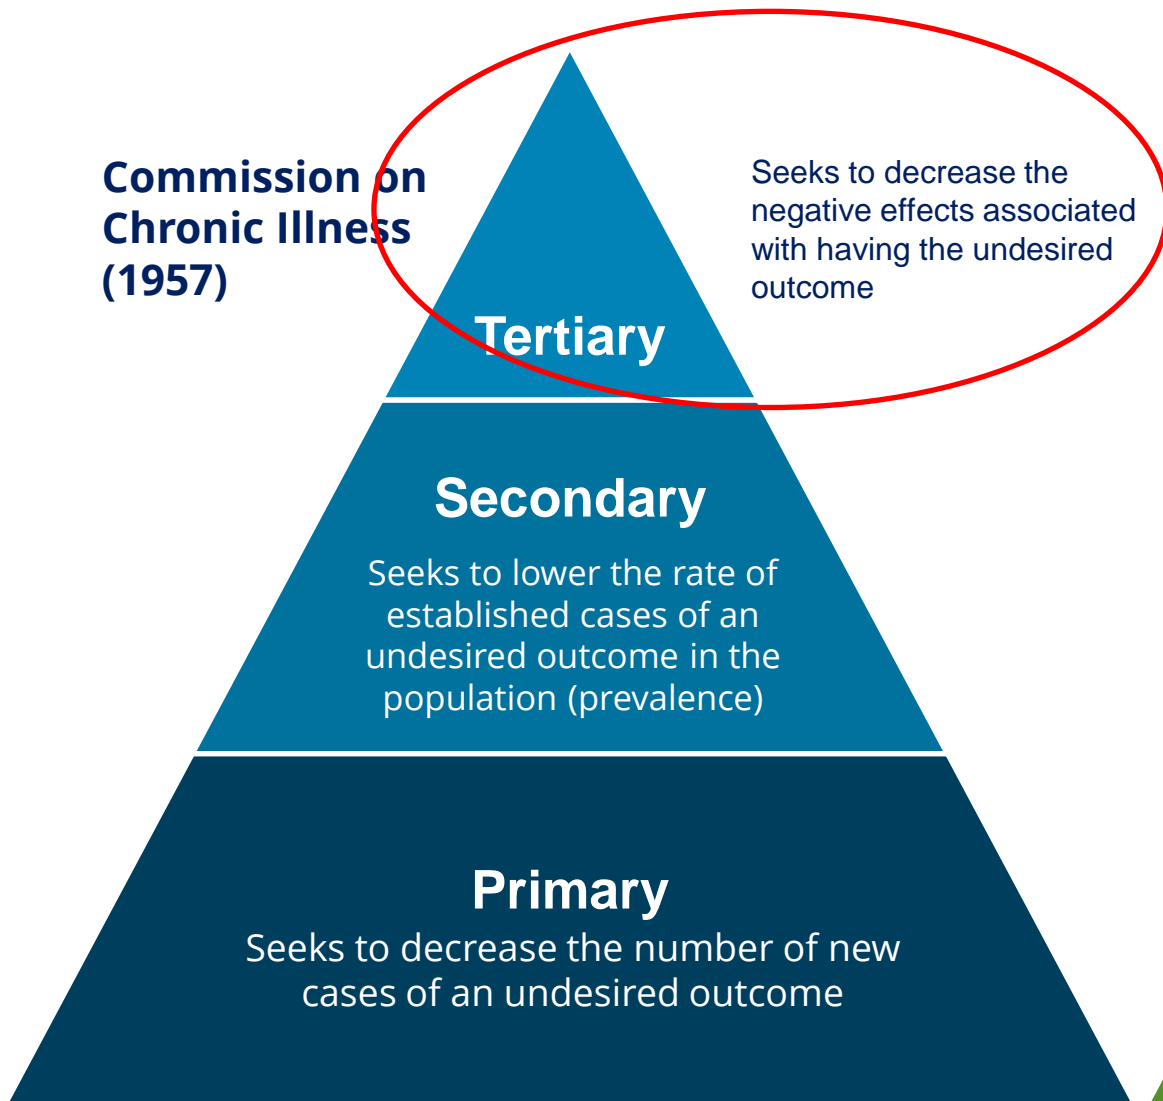 Commission on
Chronic Illness
(1957)
Seeks to decrease the
negative effects associated
with having the undesired
outcome
Tertiary
Secondary
Seeks to lower the rate of
established cases of an
undesired outcome in the
population (prevalence)
Primary
Seeks to decrease the number of new
cases of an undesired outcome